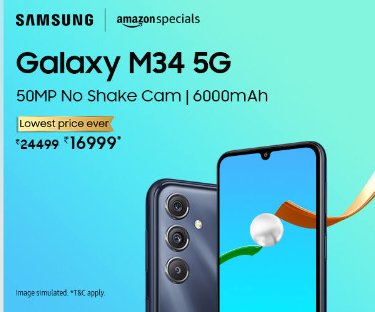 SAMSUNG | amazonspecials
Galaxy M34 5G
50MP No Shake Cam | 6000mAh
Lowest price ever
₹24499 ₹16999*
Image simulated. *T&C apply.